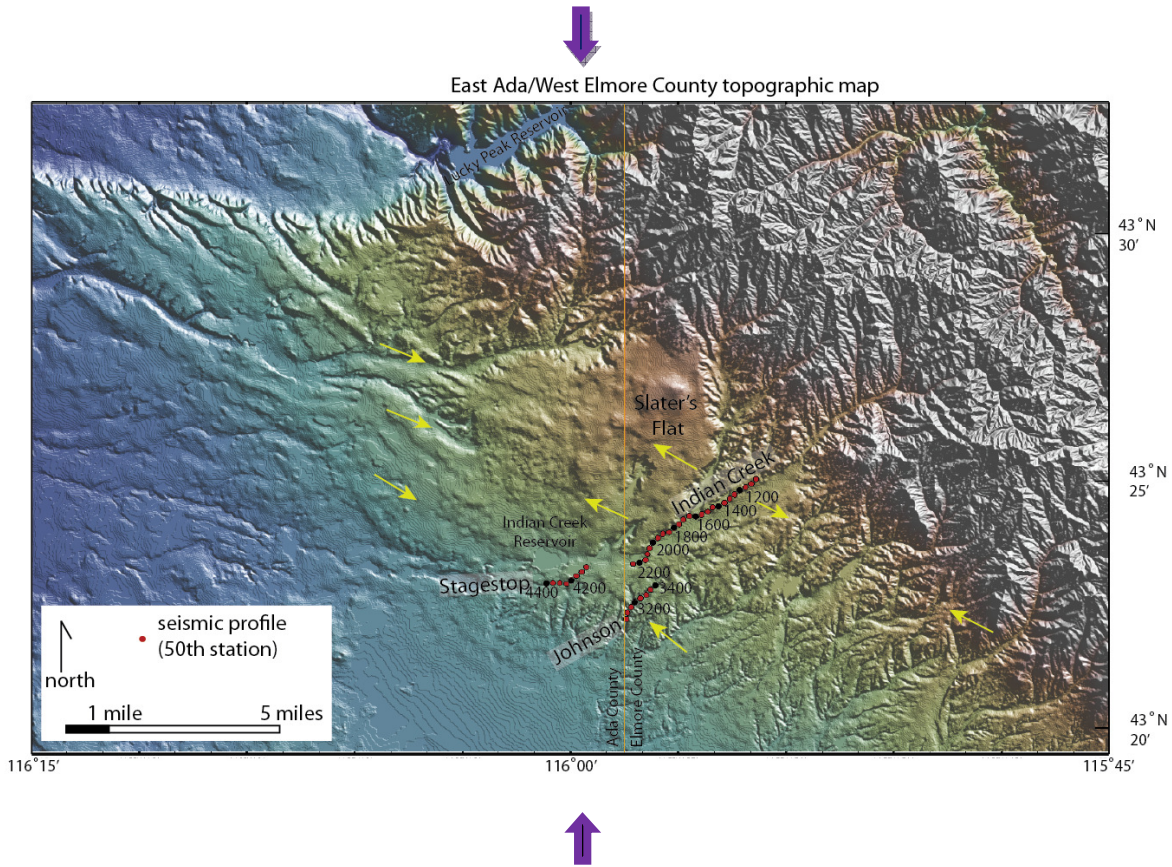 East Ada/West Elmore County topographic map
Lucky Peak Reservoir
43°N
30'
Slater's
Flat
43°N
25'
Indian Creek
1200
1400
1600
1800
2000
2200
Indian Creek
Reservoir
Stagestop
4400
4200
3400
3200
Johnson
seismic profile
(50th station)
north
1 mile
5 miles
Ada County
Elmore County
43°N
20'
116°15'
116°00'
115°45'